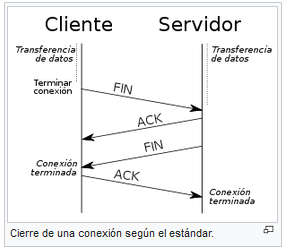 Cliente Servidor
Transferencia
de datos
Transferencia
de datos
Terminar
conexión
FIN
ACK
FIN
Conexión
terminada
ACK
Conexión
terminada
Cierre de una conexión según el estándar.